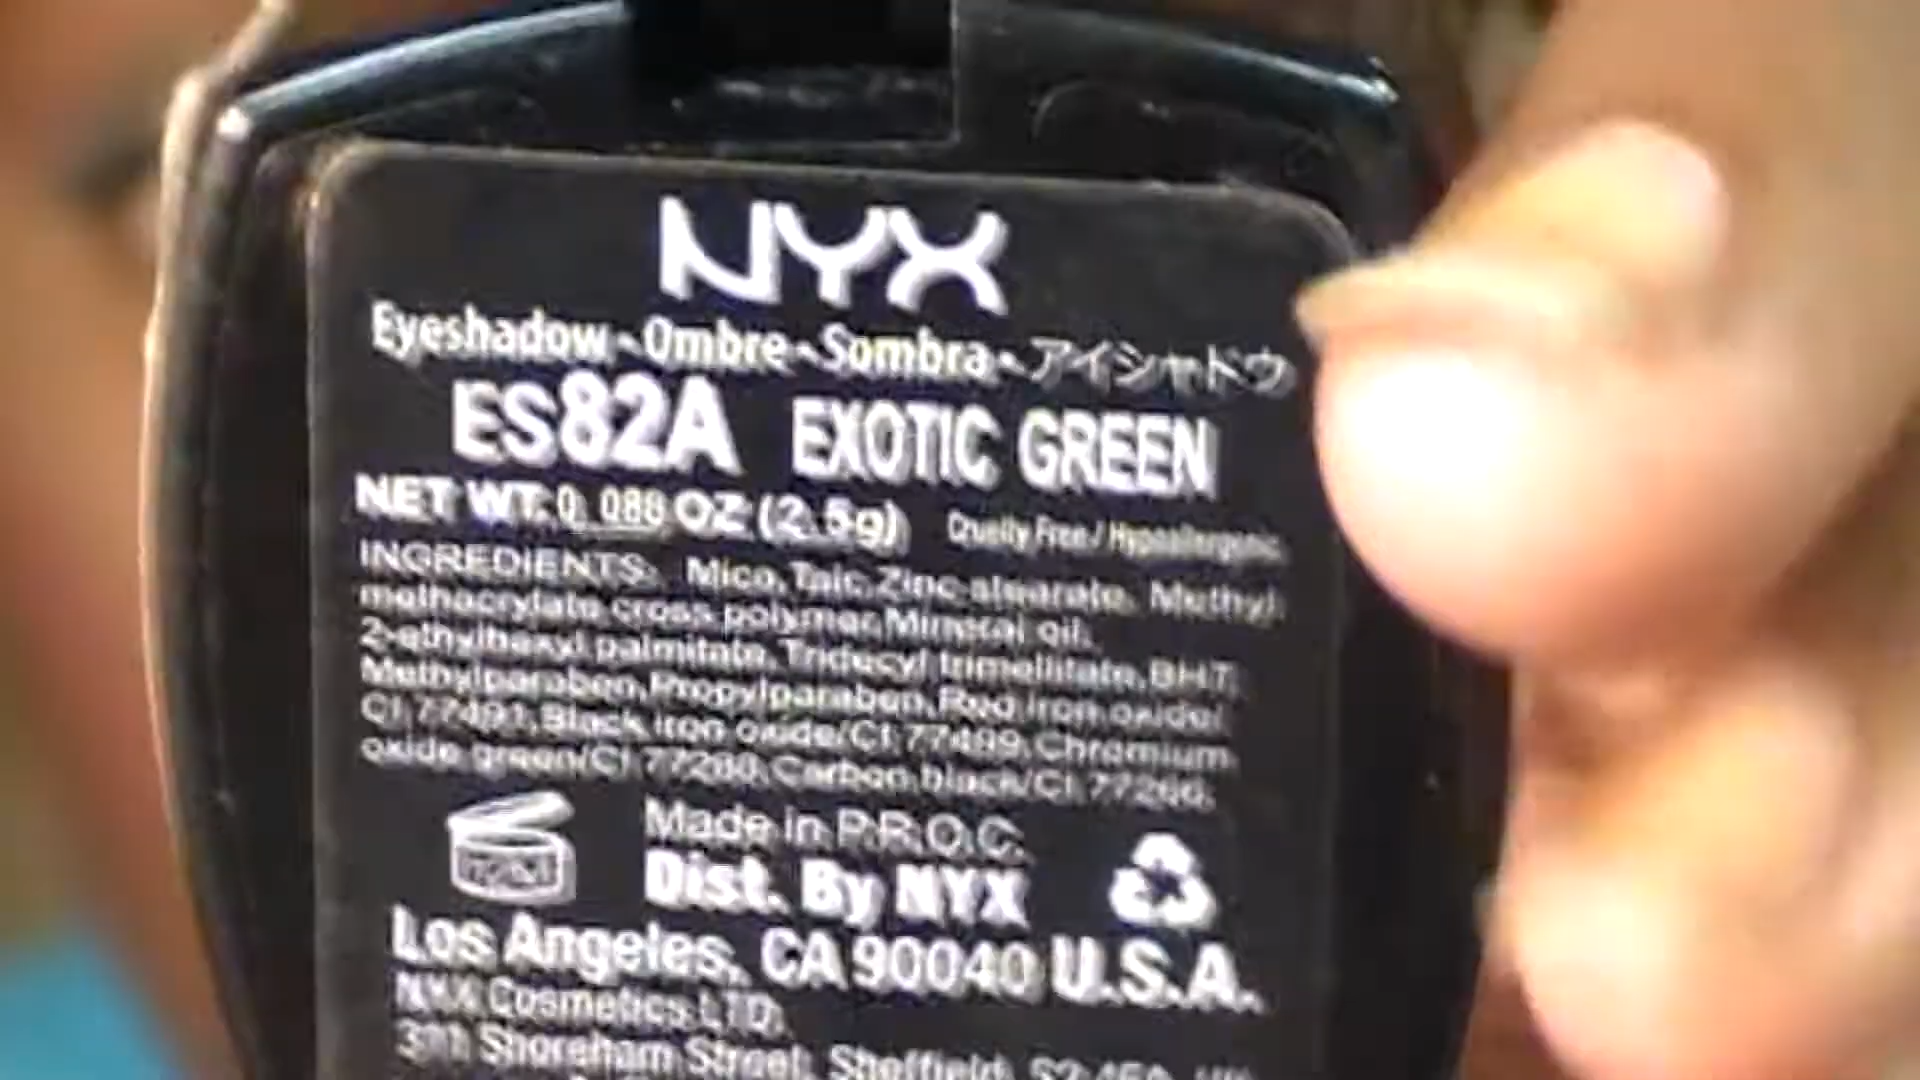 NYX
Eyeshadow • Ombre • Sombra • アイシャドウ
ES82A EXOTIC GREEN
NET WT. 0.088 OZ (2.5g) Cruelty Free / Hypoallergenic
INGREDIENTS: Mica, Talc, Zinc stearate, Methyl
methacrylate cross polymer, Mineral oil,
2-ethylhexyl palmitate, Tridecyl trimellitate, BHT,
Methylparaben, Propylparaben, Red iron oxide/
CI 77491, Black iron oxide/CI 77499, Chromium
oxide green/CI 77288, Carbon black/CI 77266.
Made in P.R.O.C.
Dist. By NYX
Los Angeles, CA 90040 U.S.A.
NYX Cosmetics LTD,
Shoreham Street, Sheffield,